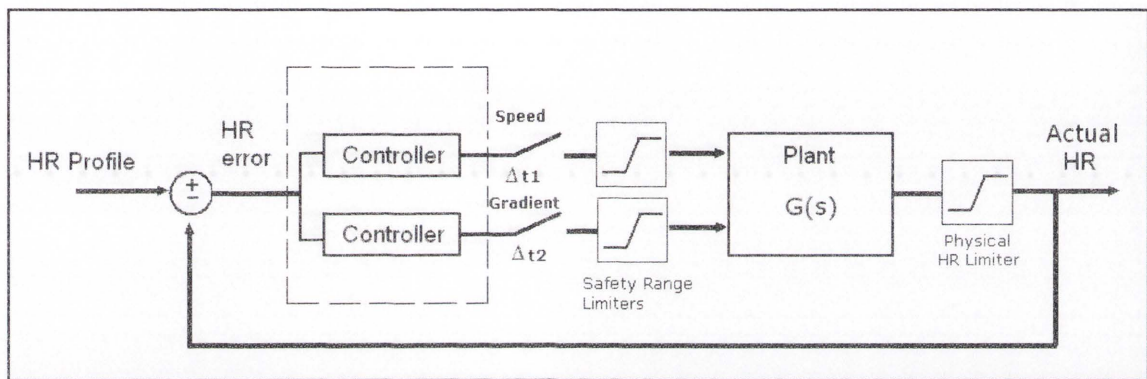 HR Profile
+
−
HR
error
Controller
Controller
Speed
Δt1
Gradient
Δt2
Safety Range
Limiters
Plant
G(s)
Physical
HR Limiter
Actual
HR